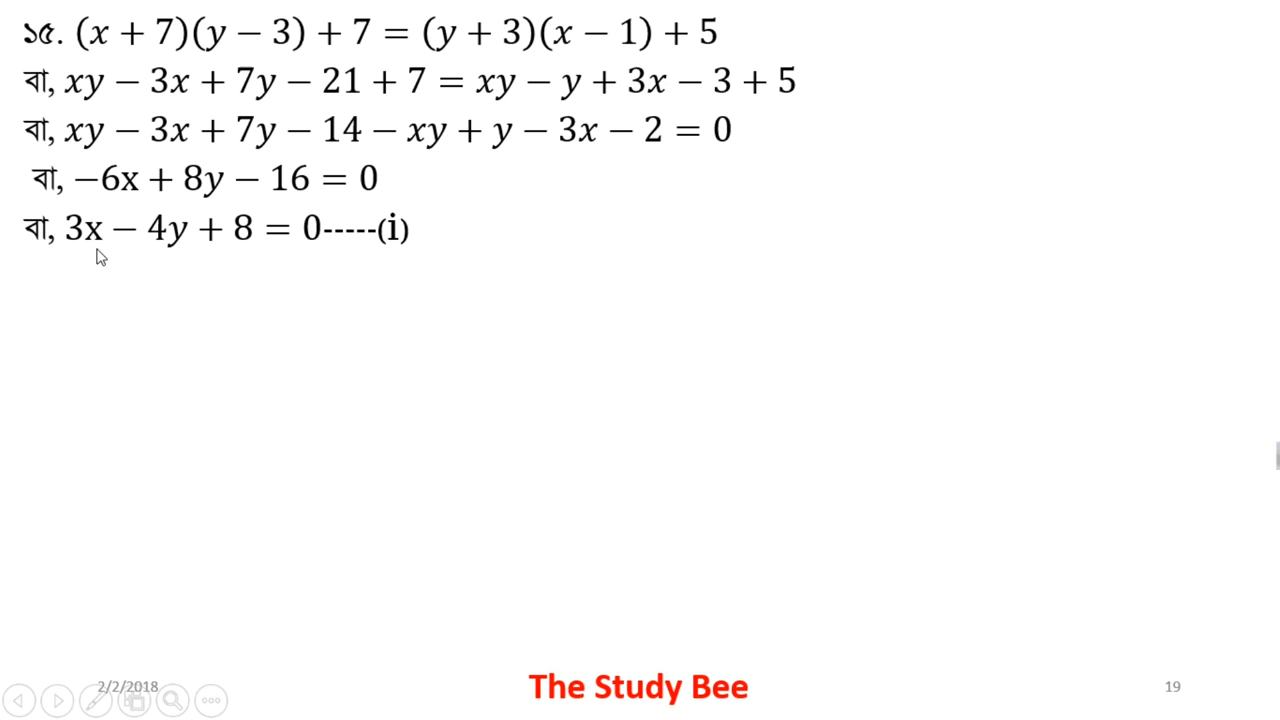 ১৫. (x + 7)(y − 3) + 7 = (y + 3)(x − 1) + 5
বা, xy − 3x + 7y − 21 + 7 = xy − y + 3x − 3 + 5
বা, xy − 3x + 7y − 14 − xy + y − 3x − 2 = 0
বা, −6x + 8y − 16 = 0
বা, 3x − 4y + 8 = 0-----(i)
2/2/2018
The Study Bee
19